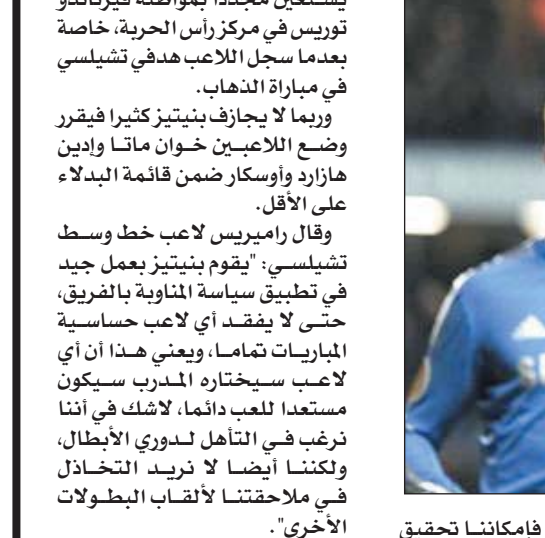 يستعين مجددا بمواطنه فيرناندو
توريس في مركز رأس الحربة، خاصة
بعدما سجل اللاعب هدفي تشيلسي
في مباراة الذهاب.
وربما لا يجازف بنيتيز كثيرا فيقرر
وضع اللاعبين خوان ماتا وإدين
هازارد وأوسكار ضمن قائمة البدلاء
على الأقل.
وقال راميريس لاعب خط وسط
تشيلسي: "يقوم بنيتيز بعمل جيد
في تطبيق سياسة المناوبة بالفريق،
حتى لا يفقد أي لاعب حساسية
المباريات تماما، ويعني هذا أن أي
لاعب سيختاره المدرب سيكون
مستعدا للعب دائما، لاشك في أننا
نرغب في التأهل لدوري الأبطال،
ولكننا أيضا لا نريد التخاذل
في ملاحقتنا لألقاب البطولات
الأخرى".
فإمكاننا تحقيق